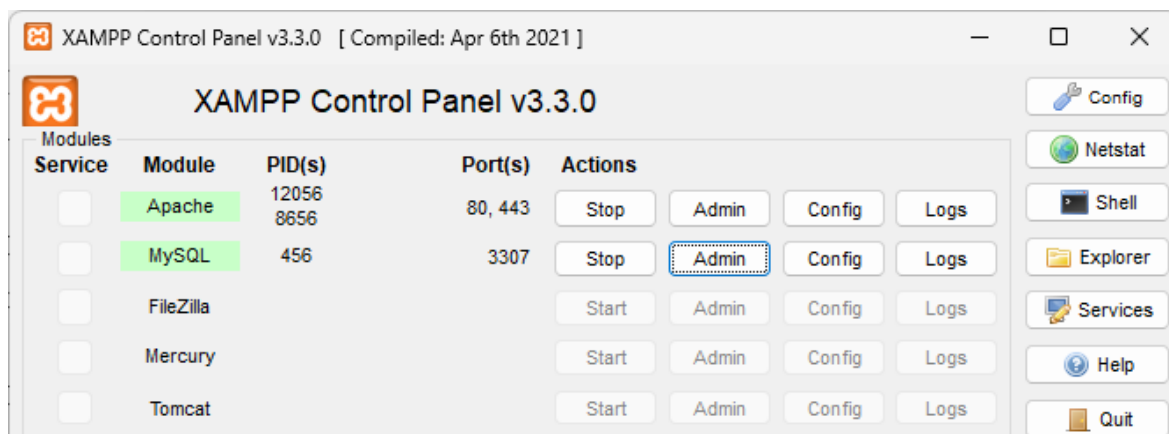 XAMPP Control Panel v3.3.0 [ Compiled: Apr 6th 2021 ]
XAMPP Control Panel v3.3.0
Config
Modules
Netstat
Service Module PID(s) Port(s) Actions
Apache 12056 8656 80, 443 Stop Admin Config Logs
Shell
MySQL 456 3307 Stop Admin Config Logs
Explorer
FileZilla Start Admin Config Logs
Services
Mercury Start Admin Config Logs
Help
Tomcat Start Admin Config Logs
Quit